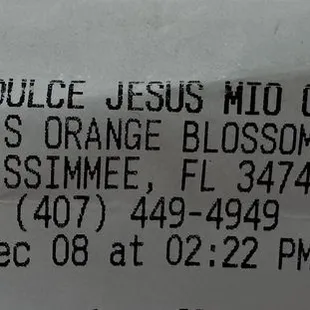 DULCE JESUS MIO
S ORANGE BLOSSOM
SSIMMEE, FL 3474
(407) 449-4949
ec 08 at 02:22 PM